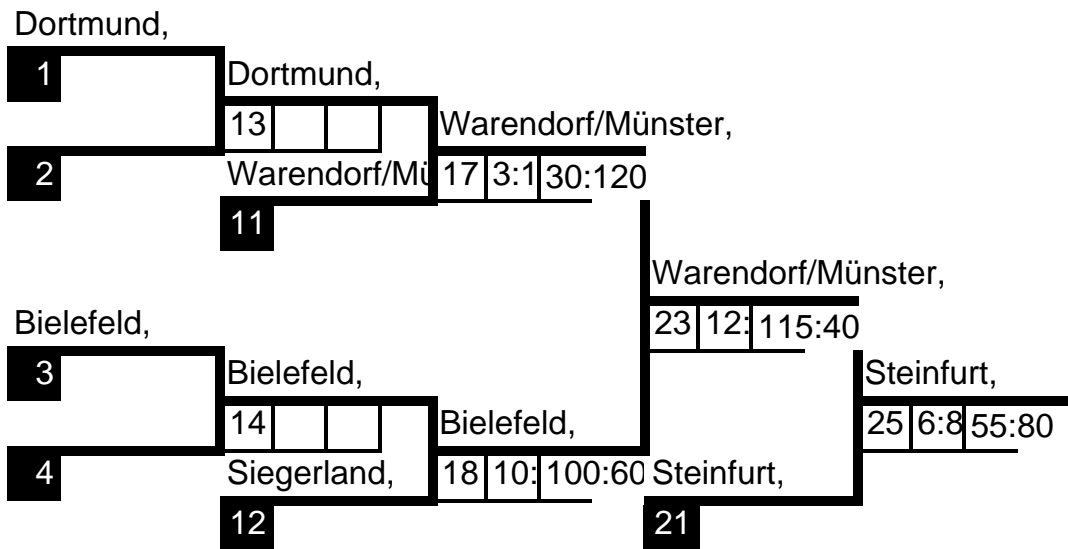 Dortmund,
1
Dortmund,
13
Warendorf/Münster,
2
Warendorf/Mü
17 3:1 30:120
11
Warendorf/Münster,
Bielefeld,
23 12: 115:40
3
Bielefeld,
Steinfurt,
14
Bielefeld,
25 6:8 55:80
4
Siegerland,
18 10: 100:60
Steinfurt,
12
21